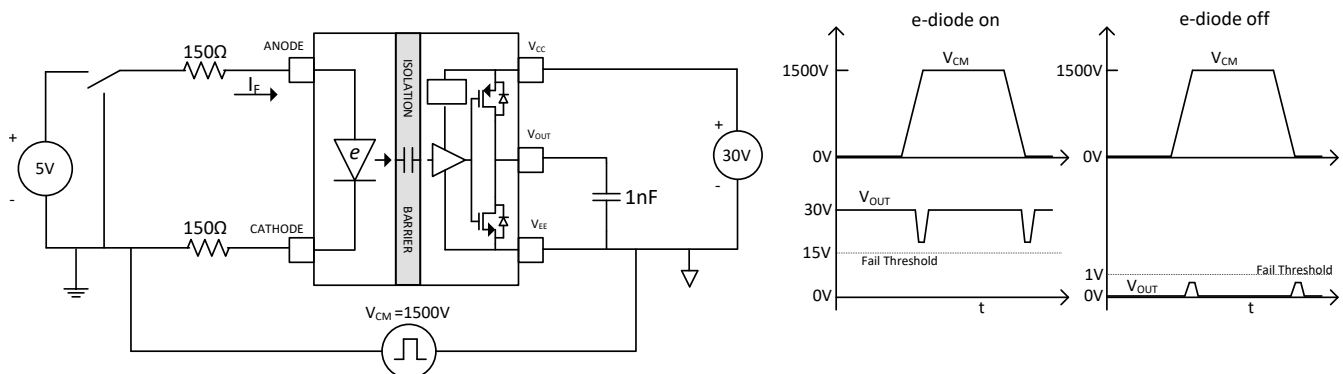 150Ω
ANODE
I_F
+
5V
-
e
ISOLATION
BARRIER
150Ω
CATHODE
V_CC
V_OUT
V_EE
1nF
+
30V
-
V_CM =1500V
e-diode on
V_CM
1500V
0V
V_OUT
30V
15V
Fail Threshold
0V
t
e-diode off
V_CM
1500V
0V
1V
Fail Threshold
V_OUT
0V
t